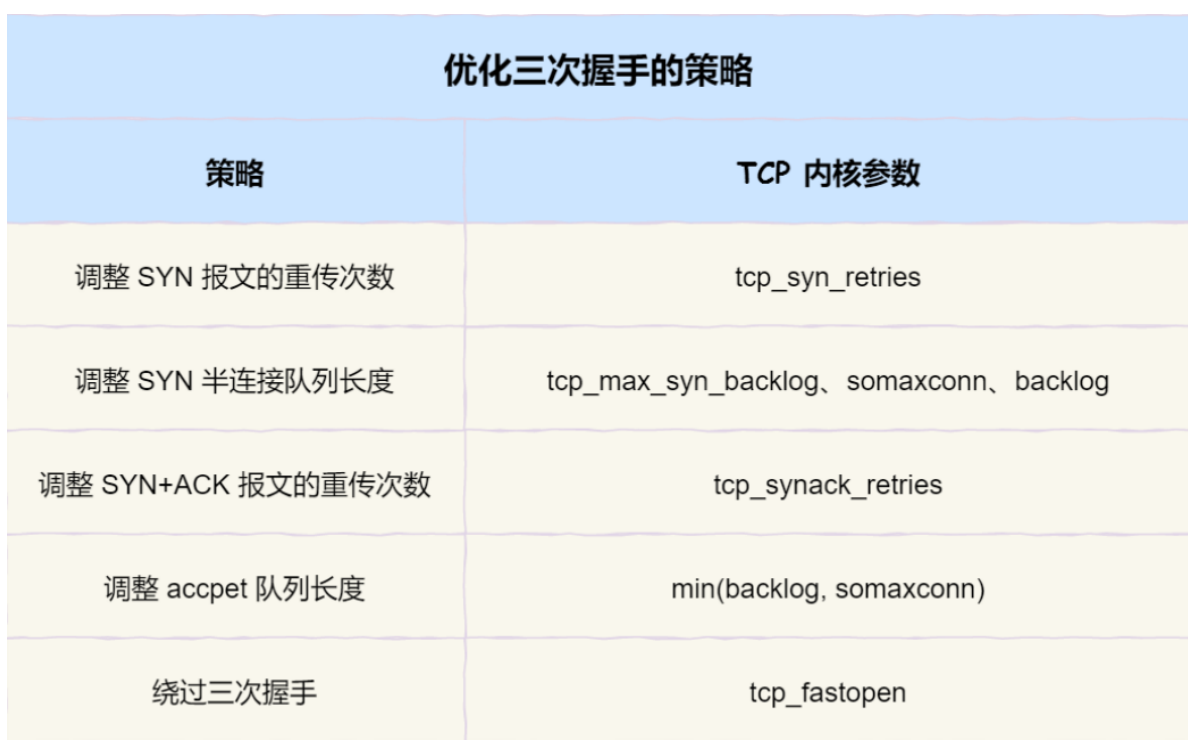 优化三次握手的策略
策略 TCP 内核参数
调整 SYN 报文的重传次数 tcp_syn_retries
调整 SYN 半连接队列长度 tcp_max_syn_backlog、somaxconn、backlog
调整 SYN+ACK 报文的重传次数 tcp_synack_retries
调整 accpet 队列长度 min(backlog, somaxconn)
绕过三次握手 tcp_fastopen